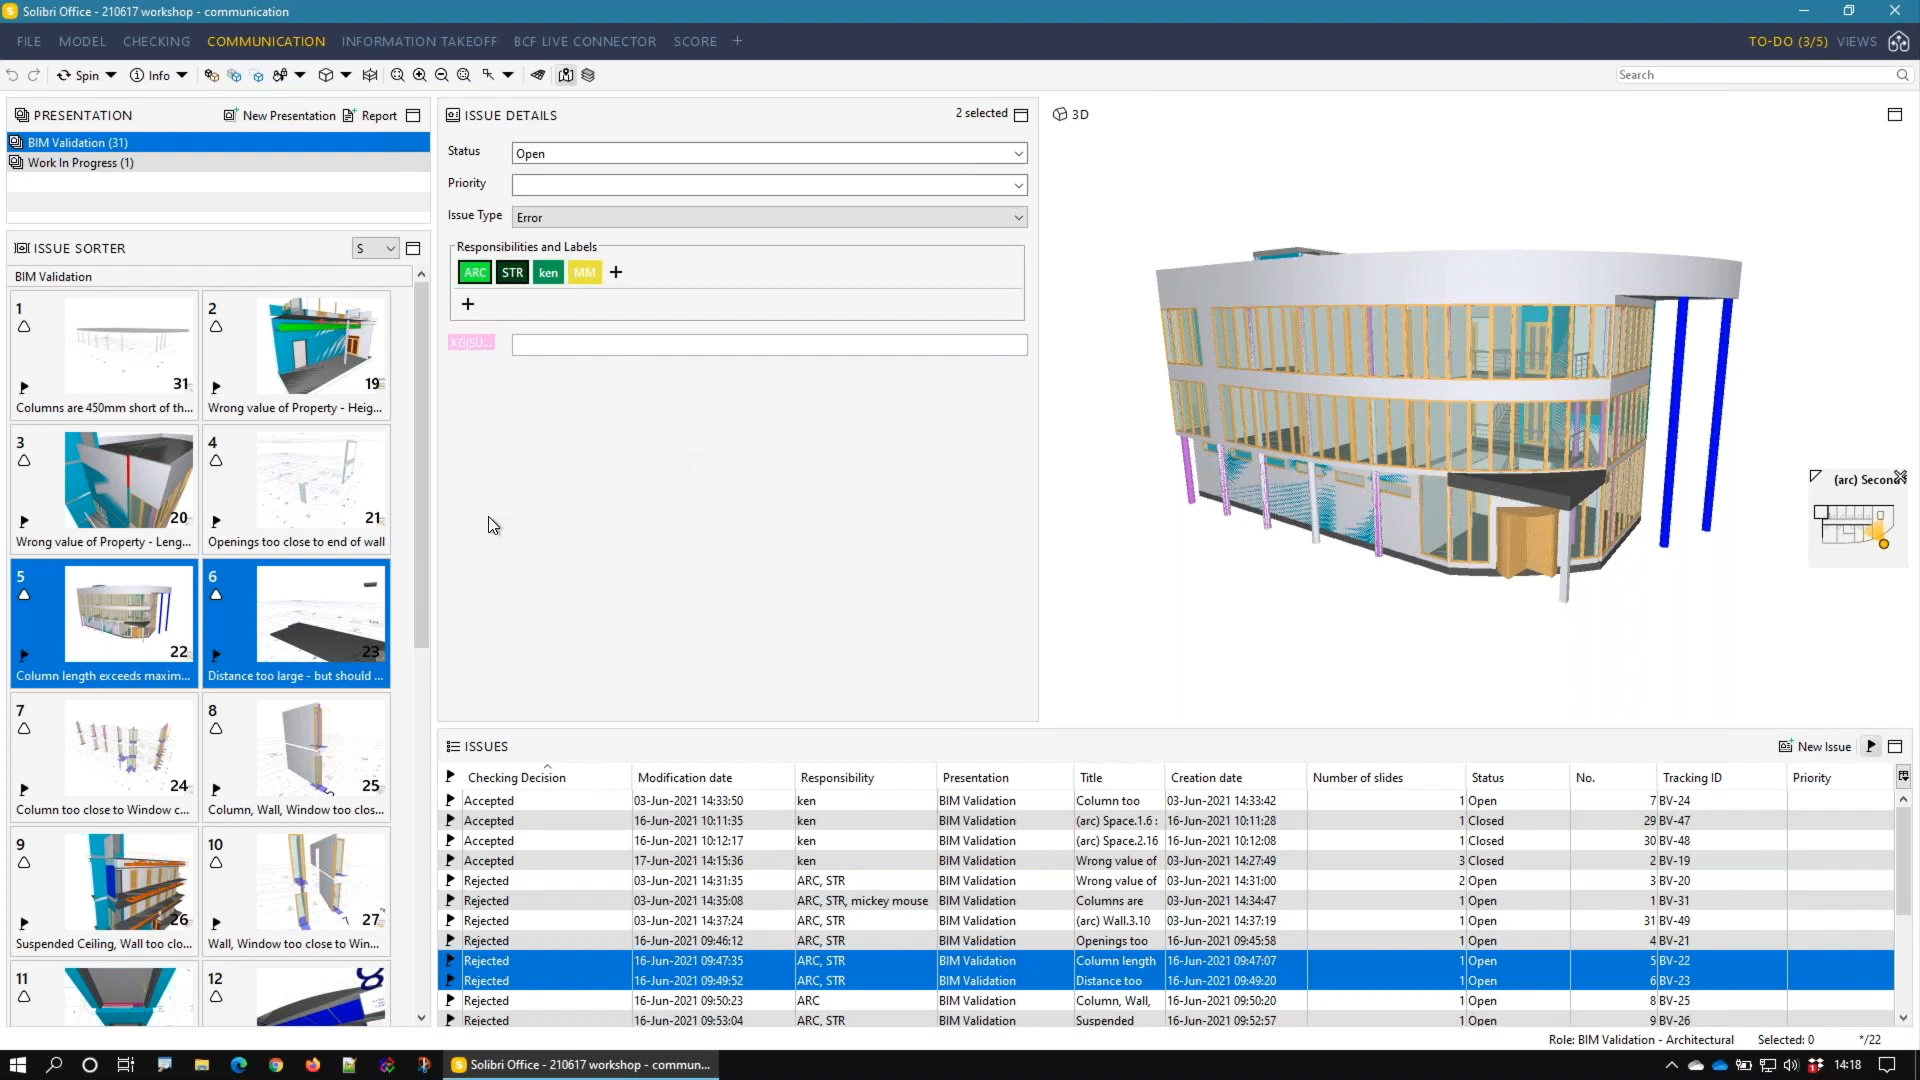 Solibri Office - 210617 workshop - communication
FILE MODEL CHECKING COMMUNICATION INFORMATION TAKEOFF BCF LIVE CONNECTOR SCORE + TO-DO (3/5) VIEWS
Spin Info Search
PRESENTATION New Presentation Report
BIM Validation (31)
Work In Progress (1)
ISSUE SORTER S
BIM Validation
1 31 Columns are 450mm short of th...
2 19 Wrong value of Property - Heig...
3 20 Wrong value of Property - Leng...
4 21 Openings too close to end of wall
5 22 Column length exceeds maxim...
6 23 Distance too large - but should ...
7 24 Column too close to Window c...
8 25 Column, Wall, Window too clos...
9 26 Suspended Ceiling, Wall too clo...
10 27 Wall, Window too close to Win...
11
12
ISSUE DETAILS 2 selected
Status Open
Priority
Issue Type Error
Responsibilities and Labels
ARC STR ken MM +
+
KG|SU...
3D
(arc) Second
ISSUES New Issue
Checking Decision Modification date Responsibility Presentation Title Creation date Number of slides Status No. Tracking ID Priority
Accepted 03-Jun-2021 14:33:50 ken BIM Validation Column too 03-Jun-2021 14:33:42 1 Open 7 BV-24
Accepted 16-Jun-2021 10:11:35 ken BIM Validation (arc) Space.1.6 : 16-Jun-2021 10:11:28 1 Closed 29 BV-47
Accepted 16-Jun-2021 10:12:17 ken BIM Validation (arc) Space.2.16 16-Jun-2021 10:12:08 1 Closed 30 BV-48
Accepted 17-Jun-2021 14:15:36 ken BIM Validation Wrong value of 03-Jun-2021 14:27:49 3 Closed 2 BV-19
Rejected 03-Jun-2021 14:31:35 ARC, STR BIM Validation Wrong value of 03-Jun-2021 14:31:00 2 Open 3 BV-20
Rejected 03-Jun-2021 14:35:08 ARC, STR, mickey mouse BIM Validation Columns are 03-Jun-2021 14:34:47 1 Open 1 BV-31
Rejected 03-Jun-2021 14:37:24 ARC, STR BIM Validation (arc) Wall.3.10 03-Jun-2021 14:37:19 1 Open 31 BV-49
Rejected 16-Jun-2021 09:46:12 ARC, STR BIM Validation Openings too 16-Jun-2021 09:45:58 1 Open 4 BV-21
Rejected 16-Jun-2021 09:47:35 ARC, STR BIM Validation Column length 16-Jun-2021 09:47:07 1 Open 5 BV-22
Rejected 16-Jun-2021 09:49:52 ARC, STR BIM Validation Distance too 16-Jun-2021 09:49:20 1 Open 6 BV-23
Rejected 16-Jun-2021 09:50:23 ARC BIM Validation Column, Wall, 16-Jun-2021 09:50:20 1 Open 8 BV-25
Rejected 16-Jun-2021 09:53:04 ARC, STR BIM Validation Suspended 16-Jun-2021 09:52:57 1 Open 9 BV-26
Role: BIM Validation - Architectural Selected: 0 */22
Solibri Office - 210617 workshop - commun... 14:18